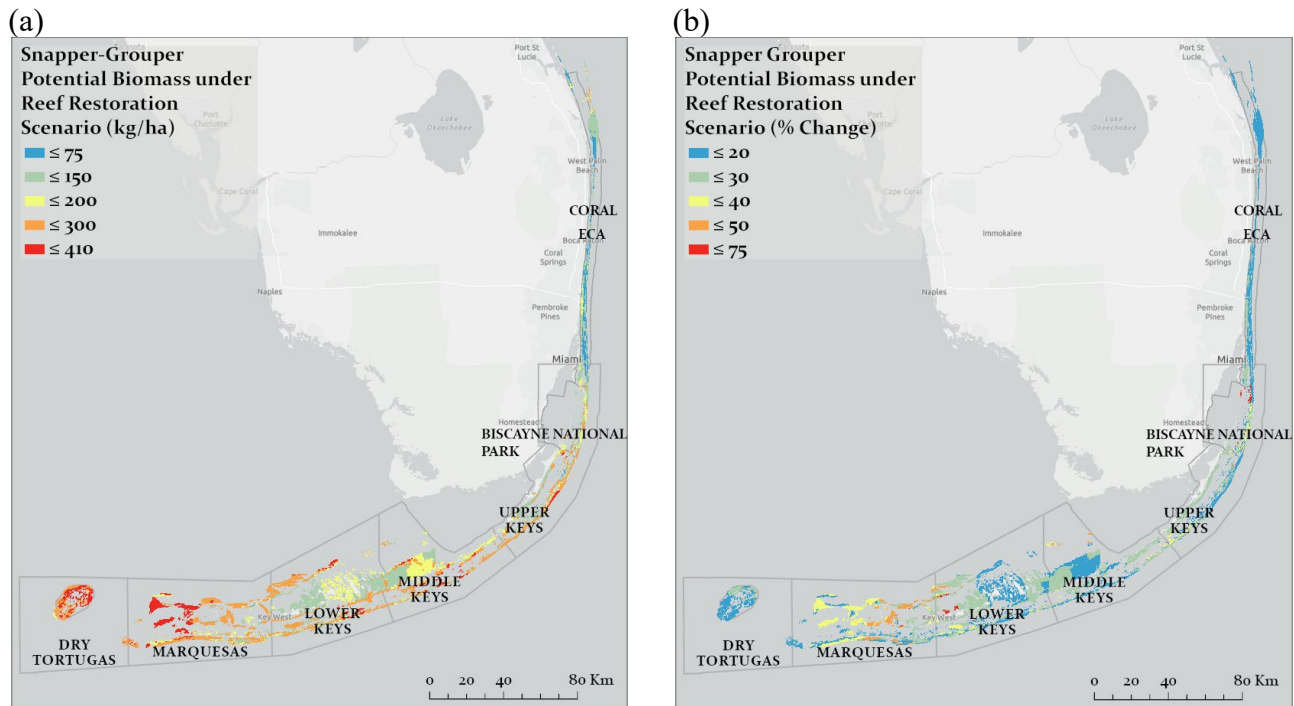 (a)
Snapper-Grouper
Potential Biomass under
Reef Restoration
Scenario (kg/ha)
≤ 75
≤ 150
≤ 200
≤ 300
≤ 410
Port St
Lucie
Port
Charlotte
Lake
Okeechobee
West Palm
Beach
Cape Coral
CORAL
ECA
Immokalee
Boca Raton
Coral
Springs
Naples
Pembroke
Pines
Miami
Homestead
BISCAYNE NATIONAL
PARK
UPPER
KEYS
MIDDLE
KEYS
Key West
LOWER
KEYS
DRY
TORTUGAS
MARQUESAS
0 20 40 80 Km
(b)
Snapper Grouper
Potential Biomass under
Reef Restoration
Scenario (% Change)
≤ 20
≤ 30
≤ 40
≤ 50
≤ 75
Port St
Lucie
Port
Charlotte
Lake
Okeechobee
West Palm
Beach
Cape Coral
CORAL
ECA
Immokalee
Boca Raton
Coral
Springs
Naples
Pembroke
Pines
Miami
Homestead
BISCAYNE NATIONAL
PARK
UPPER
KEYS
MIDDLE
KEYS
Key West
LOWER
KEYS
DRY
TORTUGAS
MARQUESAS
0 20 40 80 Km